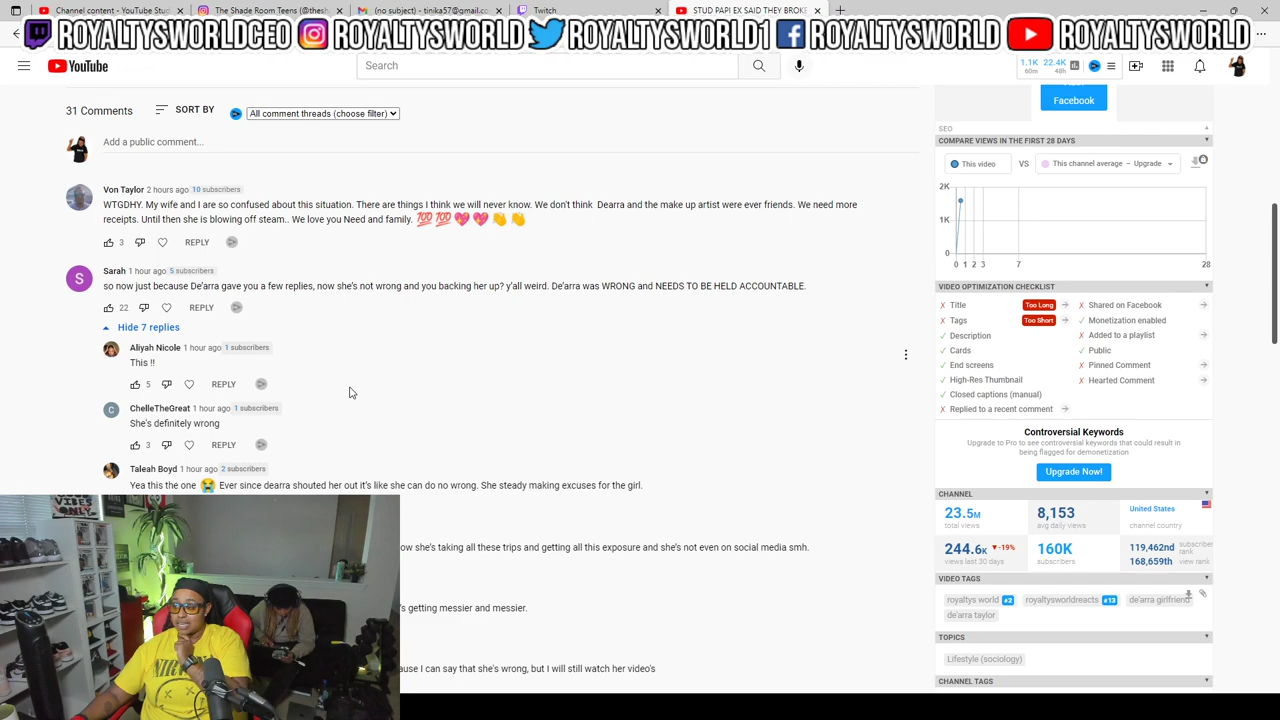 Channel content - YouTube Stud
The Shade Room Teens (@thesh
(no subject) - tinika57@gmail.co
Twitch
STUD PAPI EX SAID THEY BROKE
ROYALTYSWORLDCEO ROYALTYSWORLD ROYALTYSWORLD1 ROYALTYSWORLD ROYALTYSWORLD
YouTube
Search
1.1K 22.4K
60m 48h
31 Comments SORT BY All comment threads (choose filter)
Add a public comment...
Von Taylor 2 hours ago 10 subscribers
WTGDHY. My wife and I are so confused about this situation. There are things I think we will never know. We don't think Dearra and the make up artist were ever friends. We need more
receipts. Until then she is blowing off steam.. We love you Need and family. 💯💯💖💖👏👏
3 REPLY
Sarah 1 hour ago 5 subscribers
S
so now just because De'arra gave you a few replies, now she's not wrong and you backing her up? y'all weird. De'arra was WRONG and NEEDS TO BE HELD ACCOUNTABLE.
22 REPLY
Hide 7 replies
Aliyah Nicole 1 hour ago 1 subscribers
This !!
5 REPLY
ChelleTheGreat 1 hour ago 1 subscribers
C
She's definitely wrong
3 REPLY
Taleah Boyd 1 hour ago 2 subscribers
Yea this the one 😭 Ever since dearra shouted her out it's like she can do no wrong. She steady making excuses for the girl.
ow she's taking all these trips and getting all this exposure and she's not even on social media smh.
's getting messier and messier.
ause I can say that she's wrong, but I will still watch her video's
Facebook
SEO
COMPARE VIEWS IN THE FIRST 28 DAYS
This video VS This channel average – Upgrade
2K
1K
0
0 1 2 3 7 28
VIDEO OPTIMIZATION CHECKLIST
Title Too Long Shared on Facebook
Tags Too Short Monetization enabled
Description Added to a playlist
Cards Public
End screens Pinned Comment
High-Res Thumbnail Hearted Comment
Closed captions (manual)
Replied to a recent comment
Controversial Keywords
Upgrade to Pro to see controversial keywords that could result in
being flagged for demonetization
Upgrade Now!
CHANNEL
23.5M 8,153 United States
total views avg daily views channel country
244.6K -19% 160K 119,462nd subscriber rank
views last 30 days subscribers 168,659th view rank
VIDEO TAGS
royaltys world #2 royaltysworldreacts #13 de'arra girlfriend
de'arra taylor
TOPICS
Lifestyle (sociology)
CHANNEL TAGS